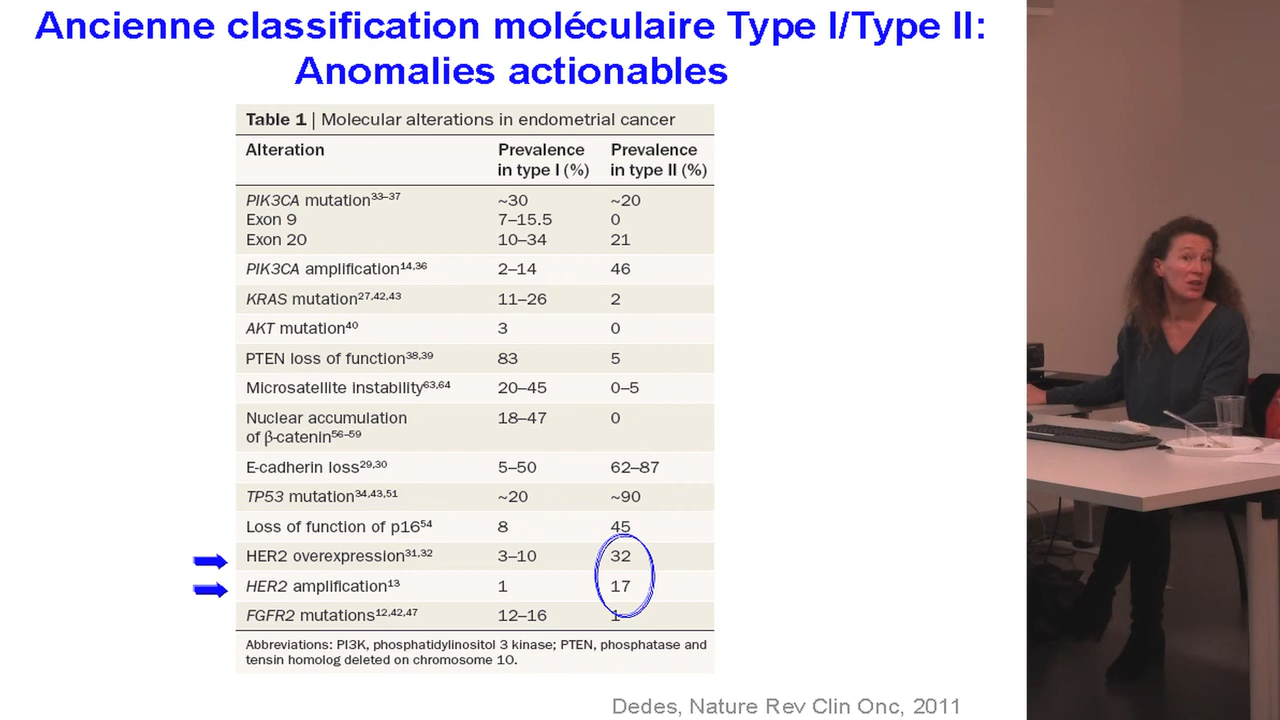 Ancienne classification moléculaire Type I/Type II:
Anomalies actionables
Table 1 | Molecular alterations in endometrial cancer
Alteration Prevalence in type I (%) Prevalence in type II (%)
PIK3CA mutation33–37 ~30 ~20
Exon 9 7–15.5 0
Exon 20 10–34 21
PIK3CA amplification14,36 2–14 46
KRAS mutation27,42,43 11–26 2
AKT mutation40 3 0
PTEN loss of function38,39 83 5
Microsatellite instability63,64 20–45 0–5
Nuclear accumulation 18–47 0
of β-catenin56–59
E-cadherin loss29,30 5–50 62–87
TP53 mutation34,43,51 ~20 ~90
Loss of function of p1654 8 45
HER2 overexpression31,32 3–10 32
HER2 amplification13 1 17
FGFR2 mutations12,42,47 12–16 1
Abbreviations: PI3K, phosphatidylinositol 3 kinase; PTEN, phosphatase and
tensin homolog deleted on chromosome 10.
Dedes, Nature Rev Clin Onc, 2011